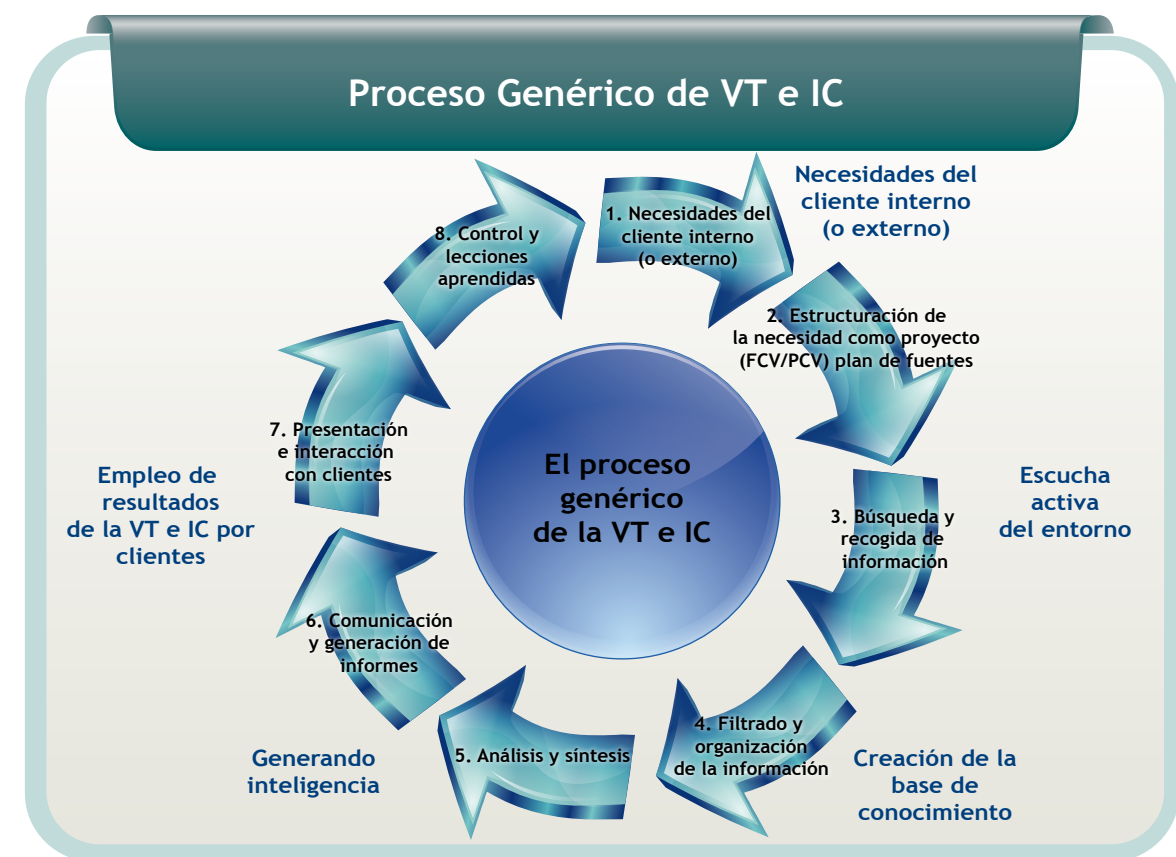 Proceso Genérico de VT e IC
Necesidades del
cliente interno
(o externo)
1. Necesidades del
cliente interno
(o externo)
2. Estructuración de
la necesidad como proyecto
(FCV/PCV) plan de fuentes
Escucha
activa
del entorno
3. Búsqueda y
recogida de
información
4. Filtrado y
organización
de la información
Creación de la
base de
conocimiento
5. Análisis y síntesis
Generando
inteligencia
6. Comunicación
y generación de
informes
Empleo de
resultados
de la VT e IC por
clientes
7. Presentación
e interacción
con clientes
8. Control y
lecciones
aprendidas
El proceso
genérico
de la VT e IC